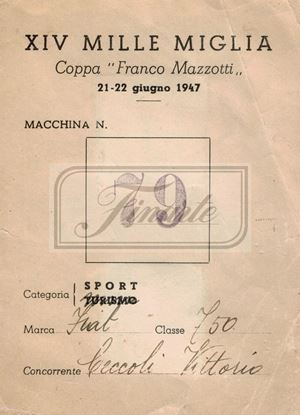 XIV MILLE MIGLIA
Coppa "Franco Mazzotti„
21-22 giugno 1947
MACCHINA N.
79
Finarte
Categoria SPORT
TURISMO
Marca Fiat Classe 750
Concorrente Ceccoli Vittorio